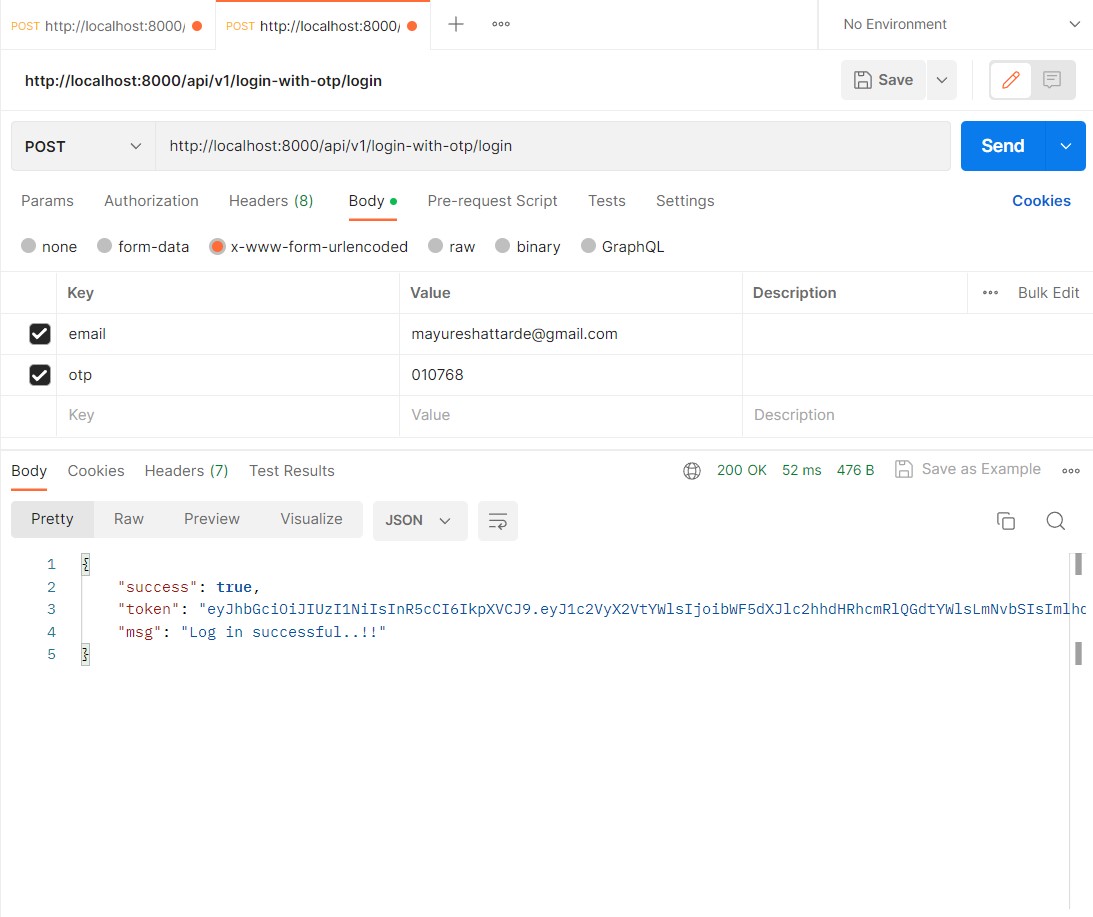 POST http://localhost:8000/ POST http://localhost:8000/ No Environment
http://localhost:8000/api/v1/login-with-otp/login Save
POST http://localhost:8000/api/v1/login-with-otp/login Send
Params Authorization Headers (8) Body Pre-request Script Tests Settings Cookies
none form-data x-www-form-urlencoded raw binary GraphQL
Key Value Description Bulk Edit
email mayureshattarde@gmail.com
otp 010768
Key Value Description
Body Cookies Headers (7) Test Results 200 OK 52 ms 476 B Save as Example
Pretty Raw Preview Visualize JSON
1 {
2 "success": true,
3 "token": "eyJhbGciOiJIUzI1NiIsInR5cCI6IkpXVCJ9.eyJ1c2VyX2VtYWlsIjoibWF5dXJlc2hhdHRhcmRlQGdtYWlsLmNvbSIsImlhd
4 "msg": "Log in successful..!!"
5 }